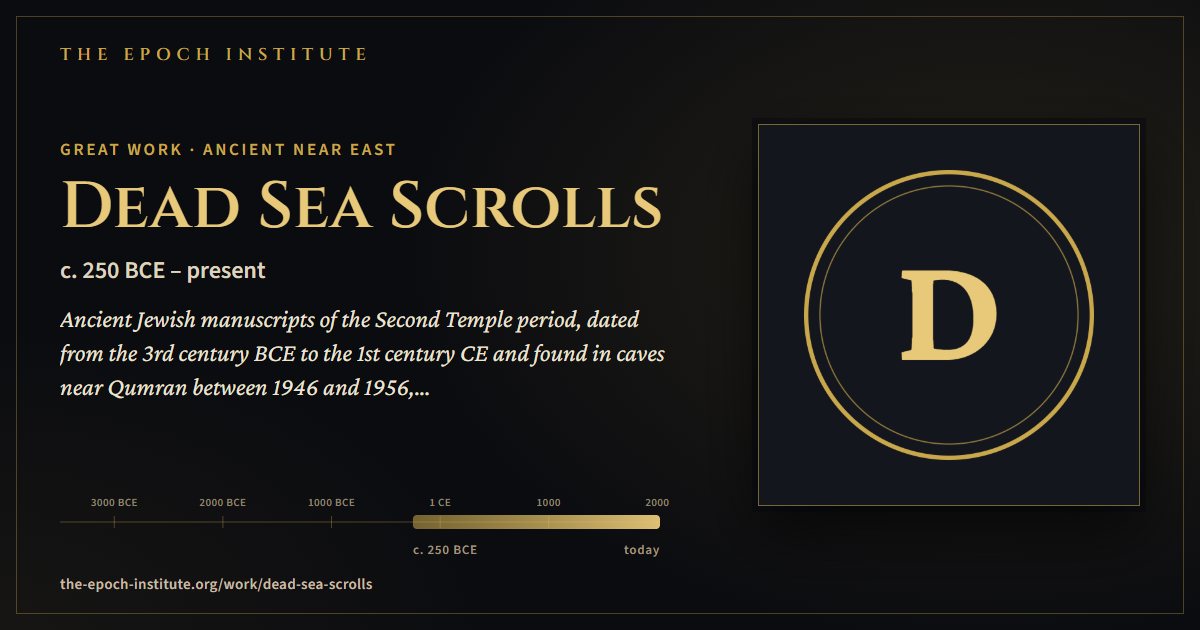 THE EPOCH INSTITUTE
GREAT WORK · ANCIENT NEAR EAST
DEAD SEA SCROLLS
c. 250 BCE – present
Ancient Jewish manuscripts of the Second Temple period, dated
from the 3rd century BCE to the 1st century CE and found in caves
near Qumran between 1946 and 1956,...
D
3000 BCE 2000 BCE 1000 BCE 1 CE 1000 2000
c. 250 BCE today
the-epoch-institute.org/work/dead-sea-scrolls